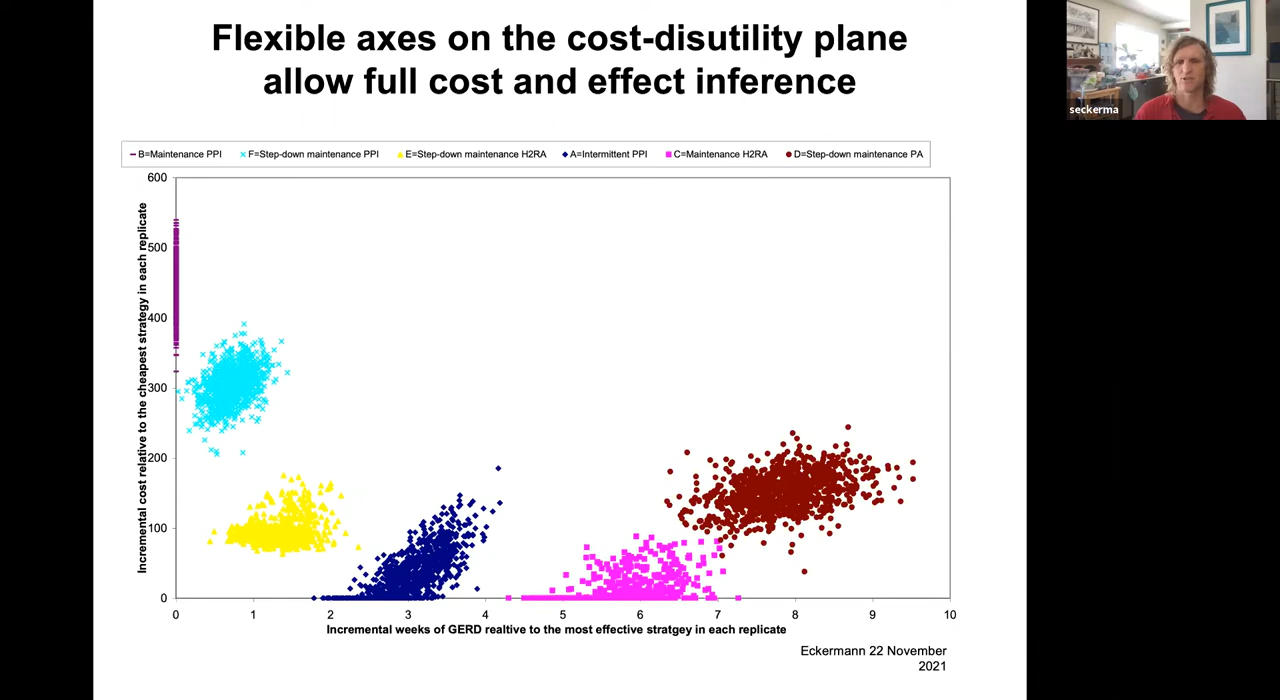 Flexible axes on the cost-disutility plane
allow full cost and effect inference
seckerma
B=Maintenance PPI F=Step-down maintenance PPI E=Step-down maintenance H2RA A=Intermittent PPI C=Maintenance H2RA D=Step-down maintenance PA
Incremental cost relative to the cheapest strategy in each replicate
600
500
400
300
200
100
0
0 1 2 3 4 5 6 7 8 9 10
Incremental weeks of GERD realtive to the most effective stratgey in each replicate
Eckermann 22 November
2021